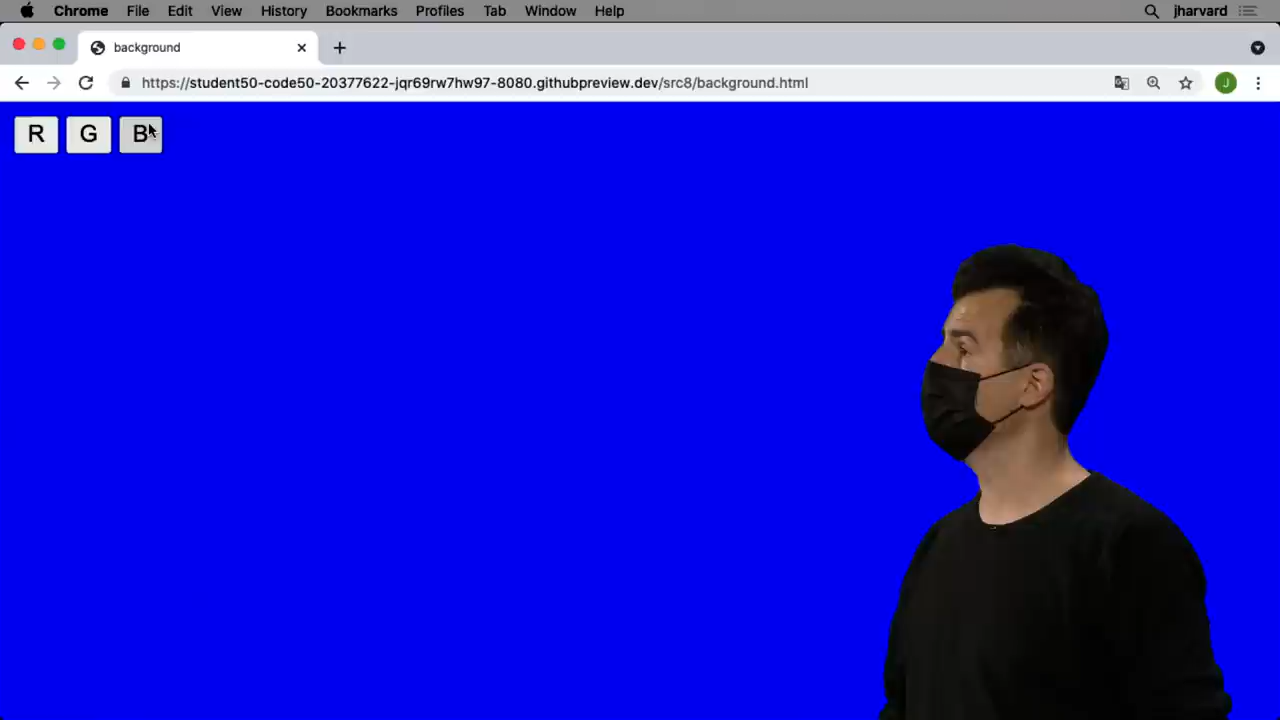 Chrome File Edit View History Bookmarks Profiles Tab Window Help jharvard
background
https://student50-code50-20377622-jqr69rw7hw97-8080.githubpreview.dev/src8/background.html J
R G B